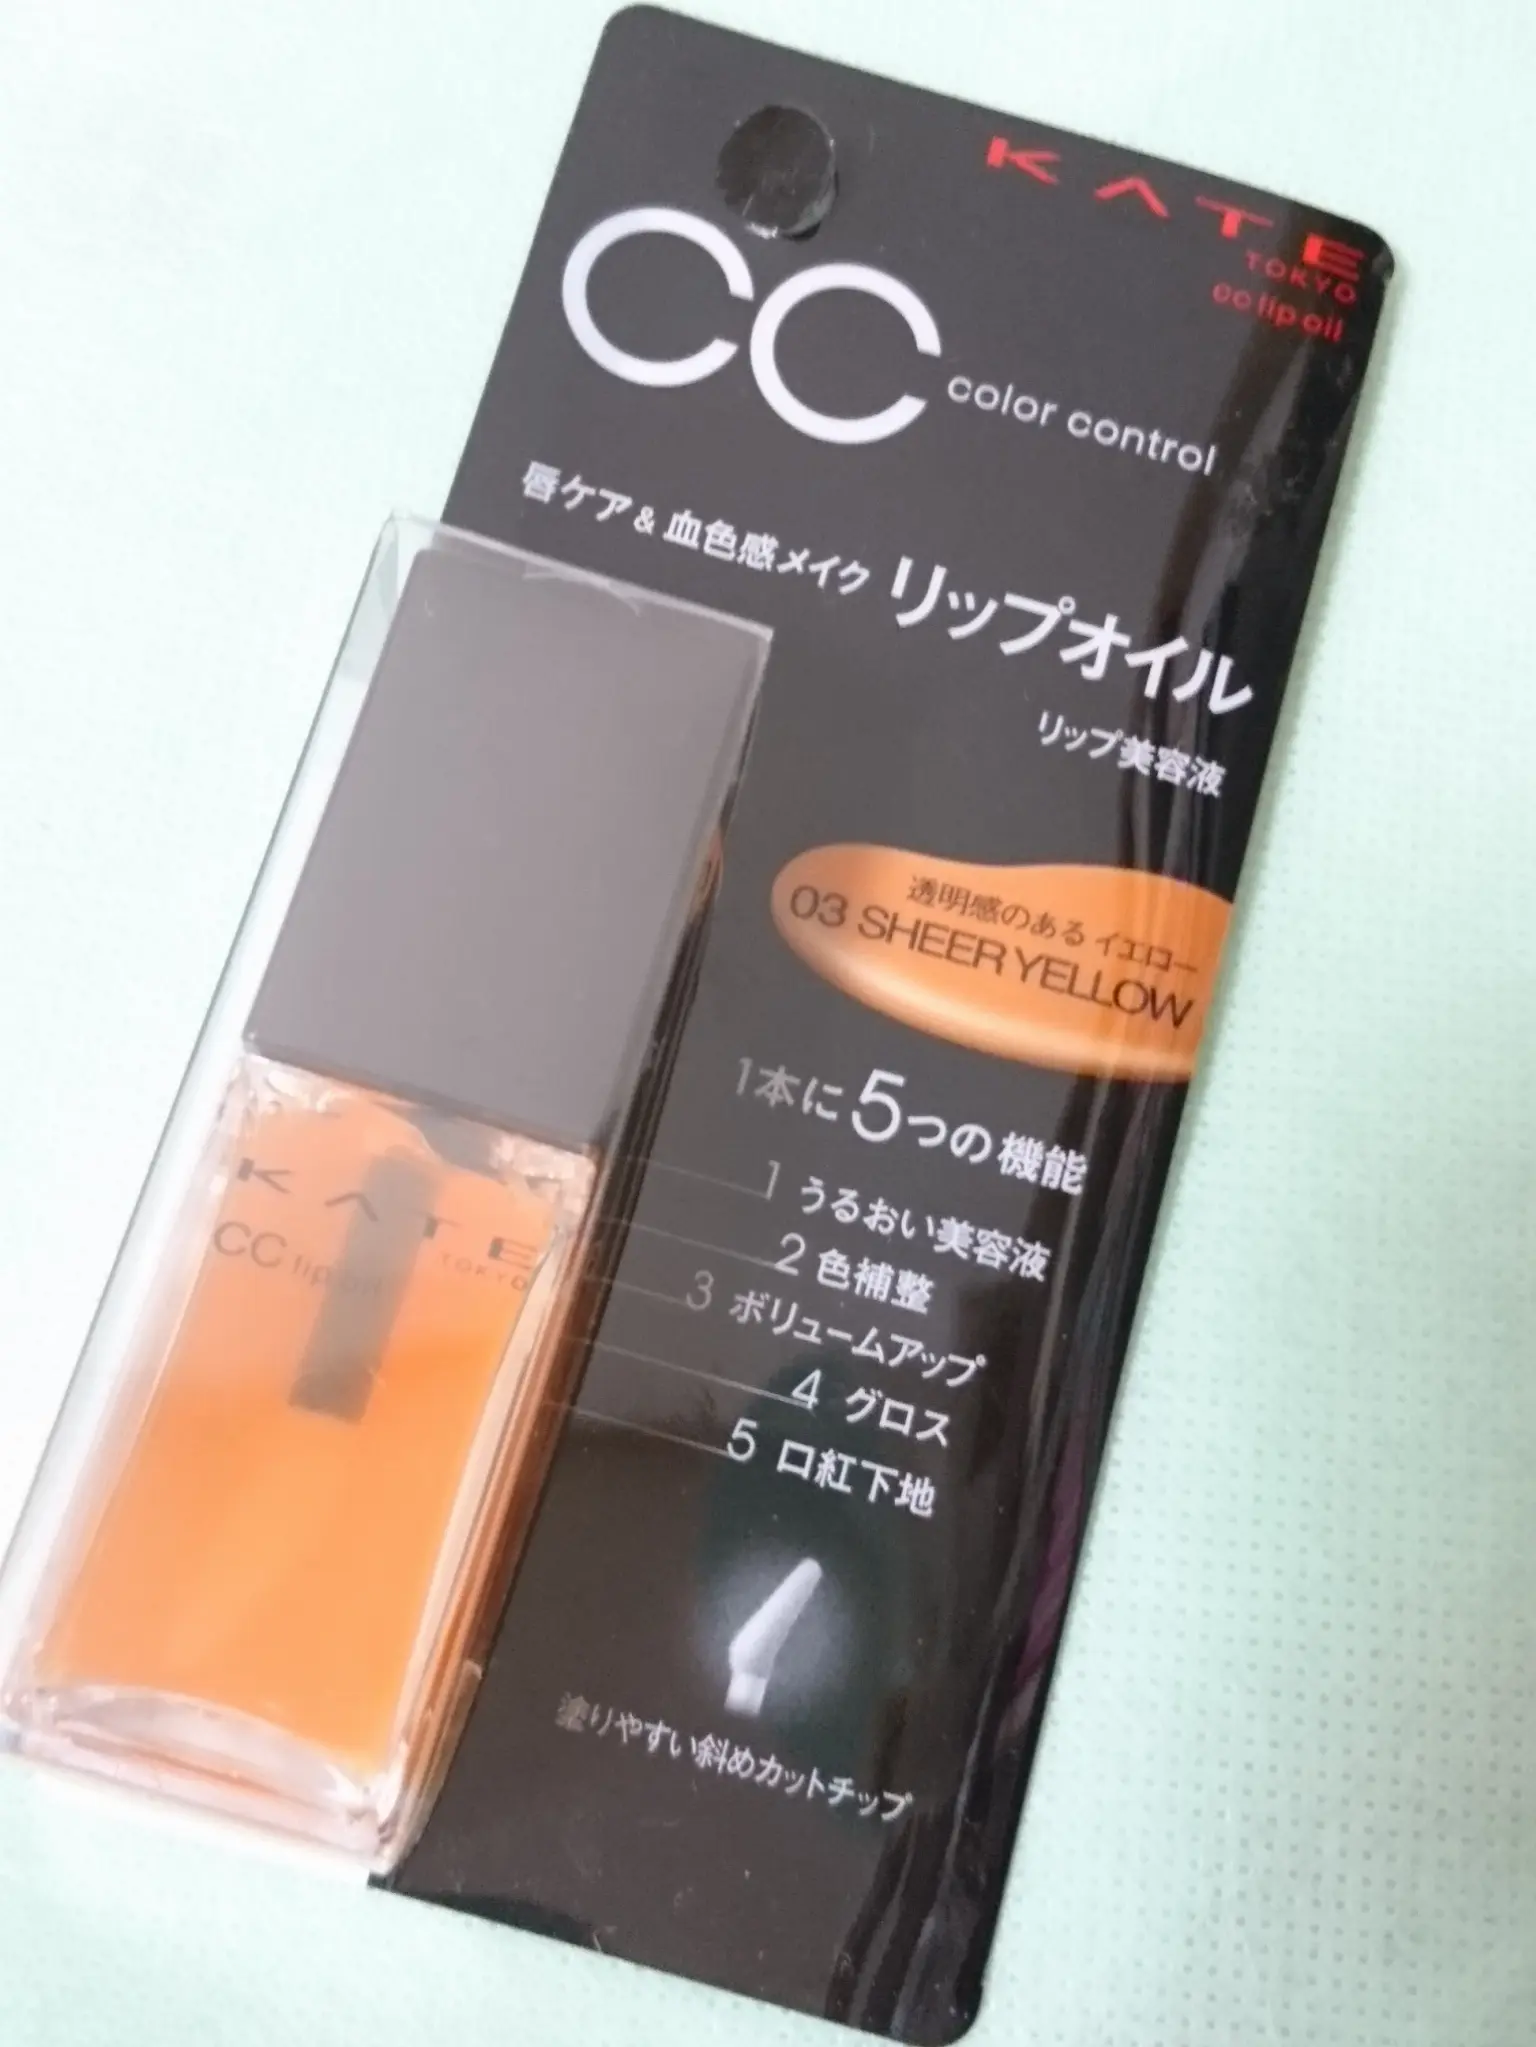 KATE
TOKYO
cc lip oil
CC color control
唇ケア&血色感メイク リップオイル
リップ美容液
透明感のある イエロー
03 SHEER YELLOW
1本に5つの機能
1 うるおい美容液
2 色補整
3 ボリュームアップ
4 グロス
5 口紅下地
塗りやすい斜めカットチップ
KATE
TOKYO
CC lip oil